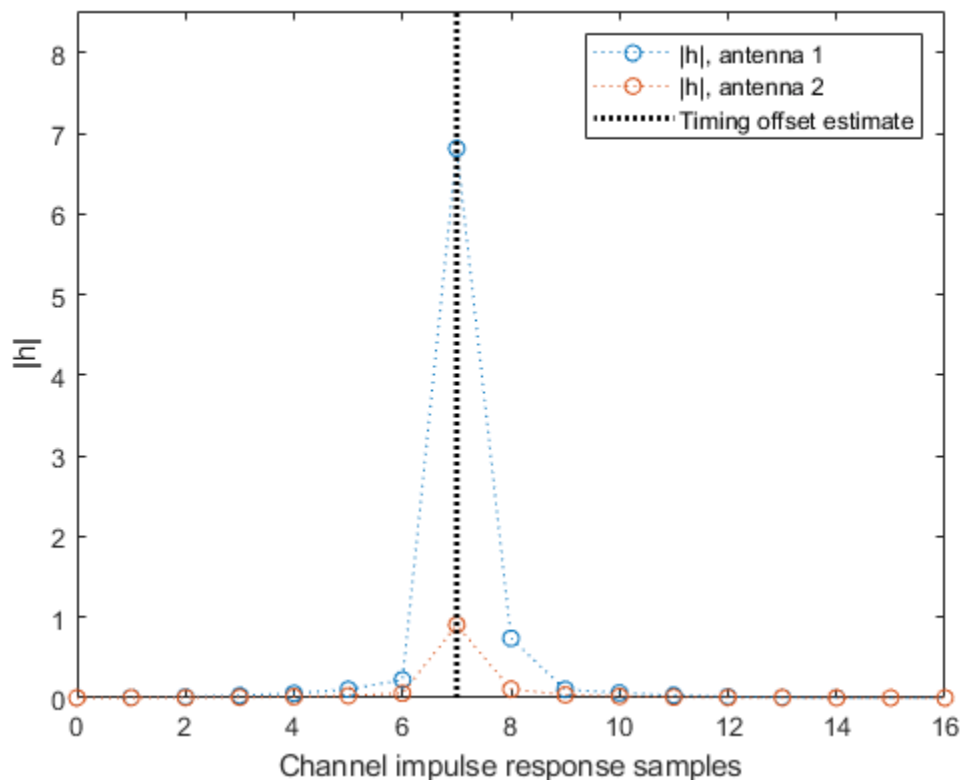 |h|, antenna 1
|h|, antenna 2
Timing offset estimate
8
7
6
5
4
3
2
1
0
|h|
0 2 4 6 8 10 12 14 16
Channel impulse response samples